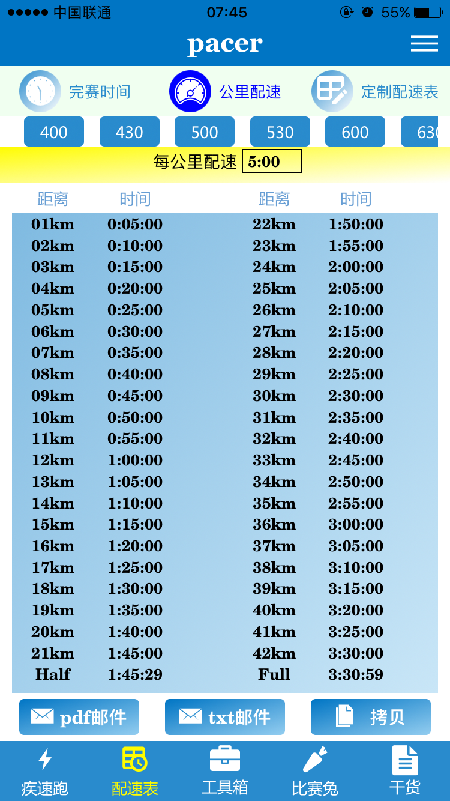 中国联通 07:45 55%
pacer
完赛时间 公里配速 定制配速表
400 430 500 530 600 630
每公里配速 5:00
距离 时间 距离 时间
01km 0:05:00 22km 1:50:00
02km 0:10:00 23km 1:55:00
03km 0:15:00 24km 2:00:00
04km 0:20:00 25km 2:05:00
05km 0:25:00 26km 2:10:00
06km 0:30:00 27km 2:15:00
07km 0:35:00 28km 2:20:00
08km 0:40:00 29km 2:25:00
09km 0:45:00 30km 2:30:00
10km 0:50:00 31km 2:35:00
11km 0:55:00 32km 2:40:00
12km 1:00:00 33km 2:45:00
13km 1:05:00 34km 2:50:00
14km 1:10:00 35km 2:55:00
15km 1:15:00 36km 3:00:00
16km 1:20:00 37km 3:05:00
17km 1:25:00 38km 3:10:00
18km 1:30:00 39km 3:15:00
19km 1:35:00 40km 3:20:00
20km 1:40:00 41km 3:25:00
21km 1:45:00 42km 3:30:00
Half 1:45:29 Full 3:30:59
pdf邮件 txt邮件 拷贝
疾速跑 配速表 工具箱 比赛兔 干货